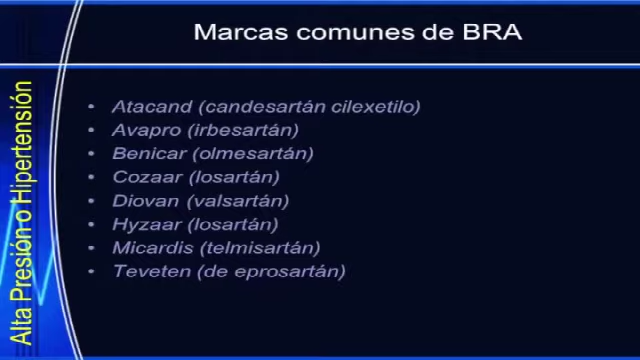 Marcas comunes de BRA
• Atacand (candesartán cilexetilo)
• Avapro (irbesartán)
• Benicar (olmesartán)
• Cozaar (losartán)
• Diovan (valsartán)
• Hyzaar (losartán)
• Micardis (telmisartán)
• Teveten (de eprosartán)
Alta Presión o Hipertensión